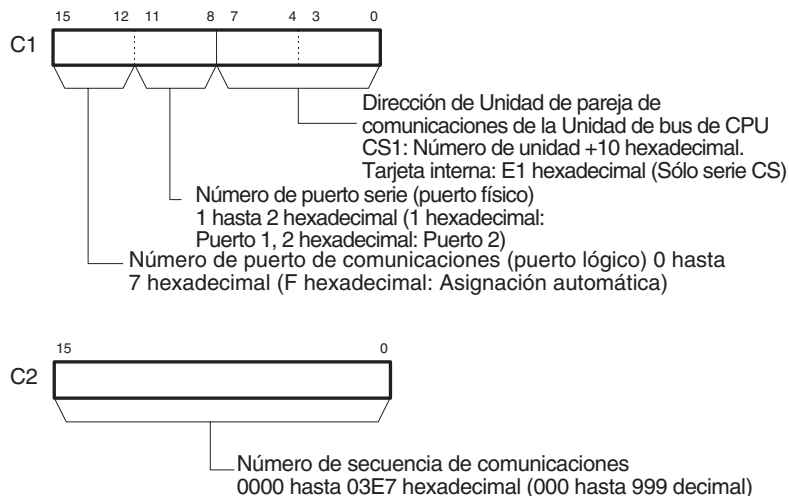 15 12 11 8 7 4 3 0
C1
Dirección de Unidad de pareja de
comunicaciones de la Unidad de bus de CPU
CS1: Número de unidad +10 hexadecimal.
Tarjeta interna: E1 hexadecimal (Sólo serie CS)
Número de puerto serie (puerto físico)
1 hasta 2 hexadecimal (1 hexadecimal:
Puerto 1, 2 hexadecimal: Puerto 2)
Número de puerto de comunicaciones (puerto lógico) 0 hasta
7 hexadecimal (F hexadecimal: Asignación automática)
15 0
C2
Número de secuencia de comunicaciones
0000 hasta 03E7 hexadecimal (000 hasta 999 decimal)